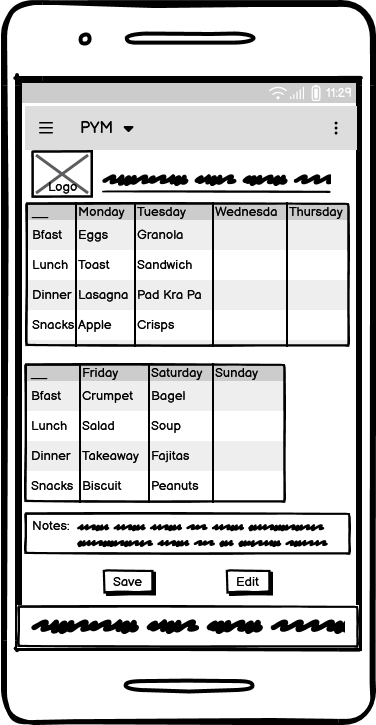 11:29
PYM
Logo
__ Monday Tuesday Wednesda Thursday
Bfast Eggs Granola
Lunch Toast Sandwich
Dinner Lasagna Pad Kra Pa
Snacks Apple Crisps
__ Friday Saturday Sunday
Bfast Crumpet Bagel
Lunch Salad Soup
Dinner Takeaway Fajitas
Snacks Biscuit Peanuts
Notes:
Save Edit